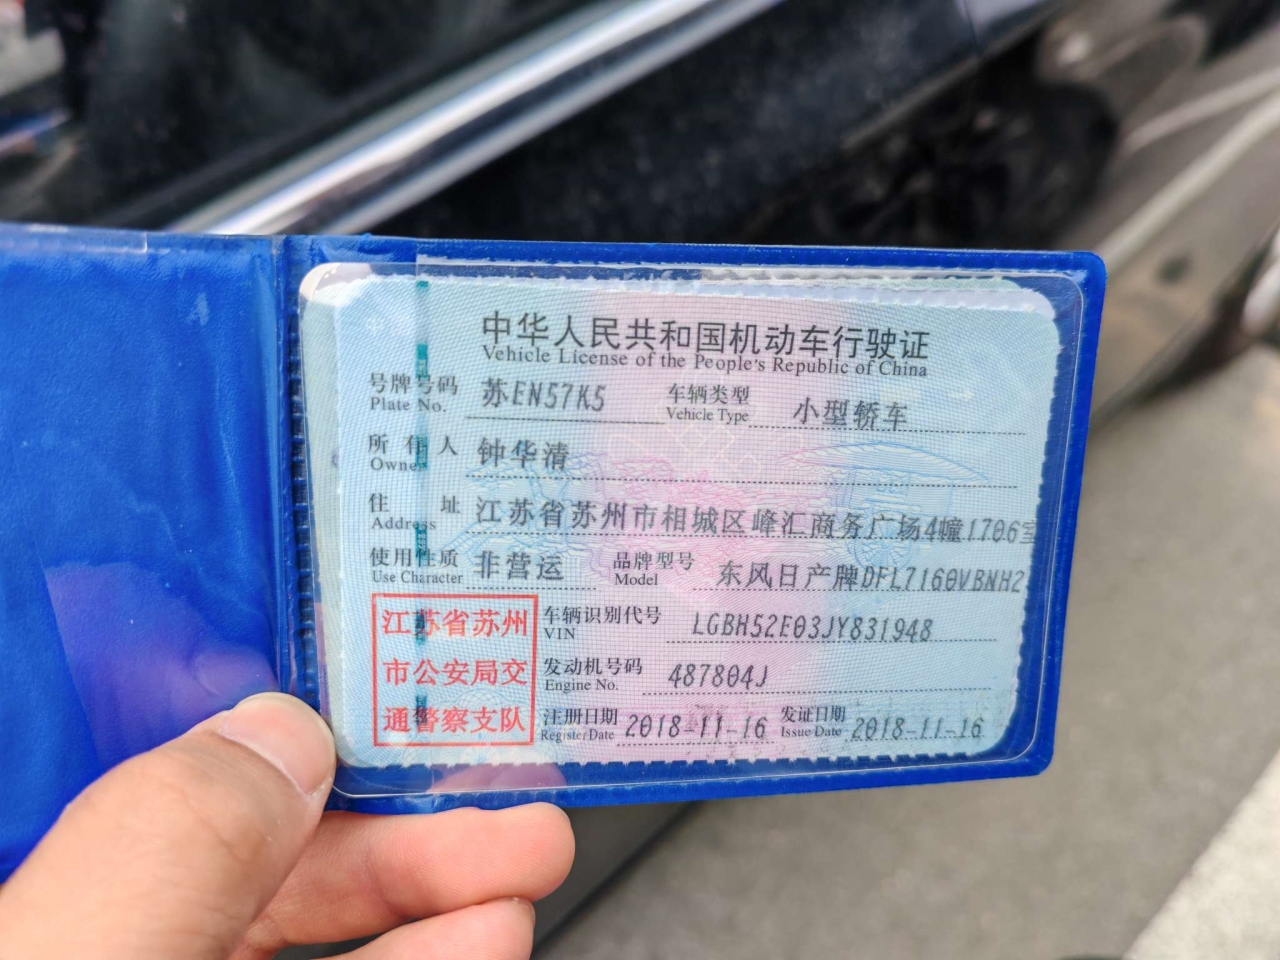 中华人民共和国机动车行驶证
Vehicle License of the People's Republic of China
号牌号码 苏EN57K5 车辆类型 小型轿车
Plate No. Vehicle Type
所有人 钟华清
Owner
住址 江苏省苏州市相城区峰汇商务广场4幢1706室
Address
使用性质 非营运 品牌型号 东风日产牌DFL7160VBNH2
Use Character Model
江苏省苏州 车辆识别代号 LGBH52E03JY831948
VIN
市公安局交 发动机号码 487804J
Engine No.
通警察支队 注册日期 2018-11-16 发证日期 2018-11-16
Register Date Issue Date